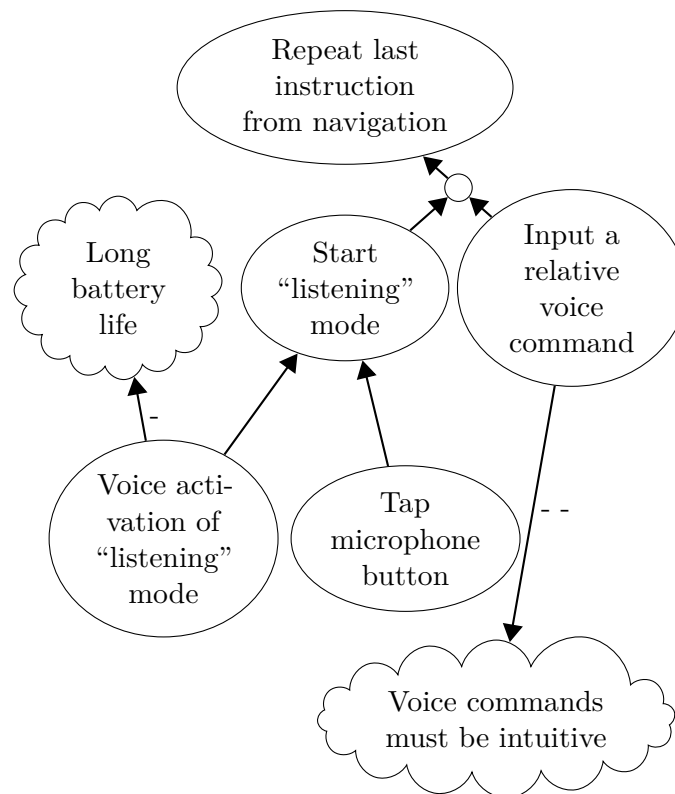 Repeat last
instruction
from navigation
Long
battery
life
Start
“listening”
mode
Input a
relative
voice
command
-
Voice acti-
vation of
“listening”
mode
Tap
microphone
button
- -
Voice commands
must be intuitive